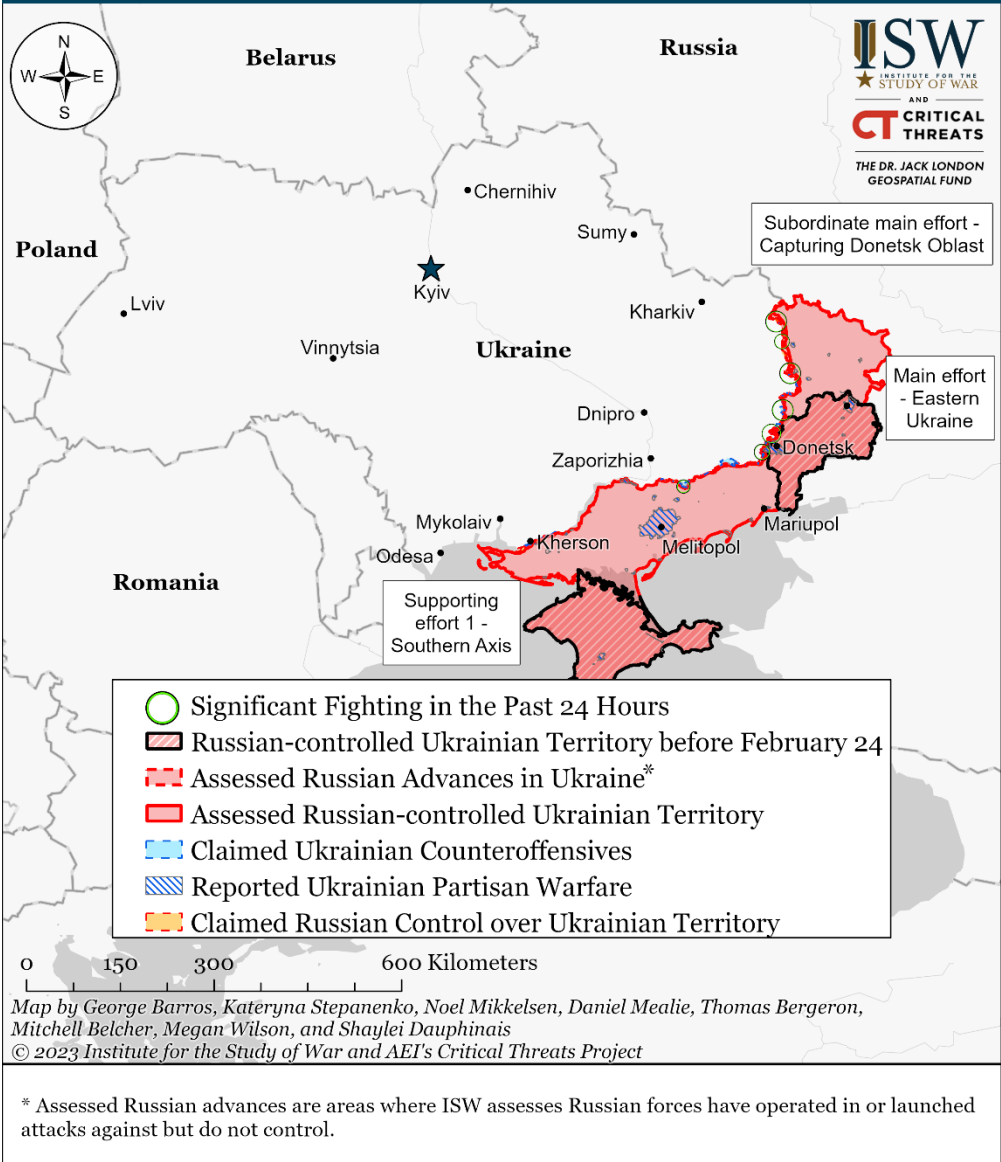 N
W
E
S
Belarus
Russia
ISW
INSTITUTE FOR THE
STUDY OF WAR
AND
CT CRITICAL
THREATS
THE DR. JACK LONDON
GEOSPATIAL FUND
Chernihiv
Subordinate main effort -
Capturing Donetsk Oblast
Sumy
Poland
Kyiv
Lviv
Kharkiv
Vinnytsia
Ukraine
Main effort
- Eastern
Ukraine
Dnipro
Donetsk
Zaporizhia
Mariupol
Mykolaiv
Kherson
Melitopol
Odesa
Romania
Supporting
effort 1 -
Southern Axis
Significant Fighting in the Past 24 Hours
Russian-controlled Ukrainian Territory before February 24
Assessed Russian Advances in Ukraine*
Assessed Russian-controlled Ukrainian Territory
Claimed Ukrainian Counteroffensives
Reported Ukrainian Partisan Warfare
Claimed Russian Control over Ukrainian Territory
0 150 300 600 Kilometers
Map by George Barros, Kateryna Stepanenko, Noel Mikkelsen, Daniel Mealie, Thomas Bergeron,
Mitchell Belcher, Megan Wilson, and Shaylei Dauphinais
© 2023 Institute for the Study of War and AEI's Critical Threats Project
* Assessed Russian advances are areas where ISW assesses Russian forces have operated in or launched
attacks against but do not control.